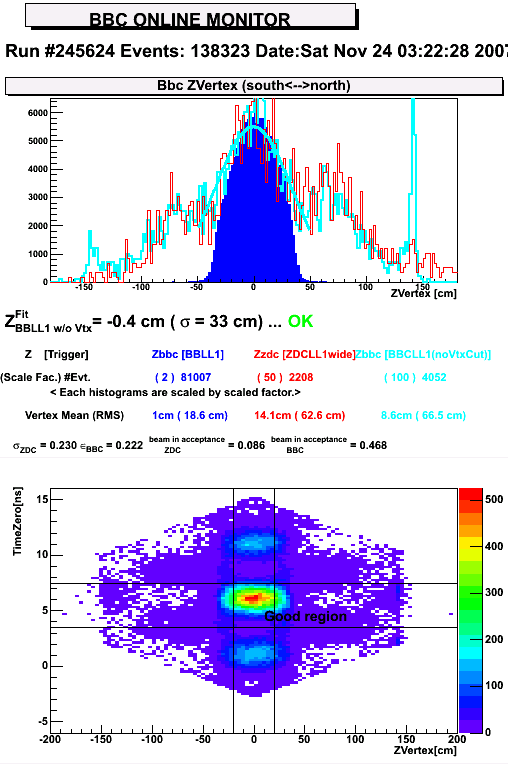 BBC ONLINE MONITOR
Run #245624 Events: 138323 Date:Sat Nov 24 03:22:28 2007
Bbc ZVertex (south<-->north)
6000
5000
4000
3000
2000
1000
0
-150 -100 -50 0 50 100 150
ZVertex [cm]
Z Fit BBLL1 w/o Vtx = -0.4 cm ( σ = 33 cm) ... OK
Z [Trigger] Zbbc [BBLL1] Zzdc [ZDCLL1wide] Zbbc [BBCLL1(noVtxCut)]
(Scale Fac.) #Evt. ( 2 ) 81007 ( 50 ) 2208 ( 100 ) 4052
< Each histograms are scaled by scaled factor.>
Vertex Mean (RMS) 1cm ( 18.6 cm) 14.1cm ( 62.6 cm) 8.6cm ( 66.5 cm)
σZDC = 0.230 ∈BBC = 0.222 beam in acceptance ZDC = 0.086 beam in acceptance BBC = 0.468
TimeZero[ns]
15
10
5
0
-5
Good region
500
400
300
200
100
0
-200 -150 -100 -50 0 50 100 150 200
ZVertex[cm]